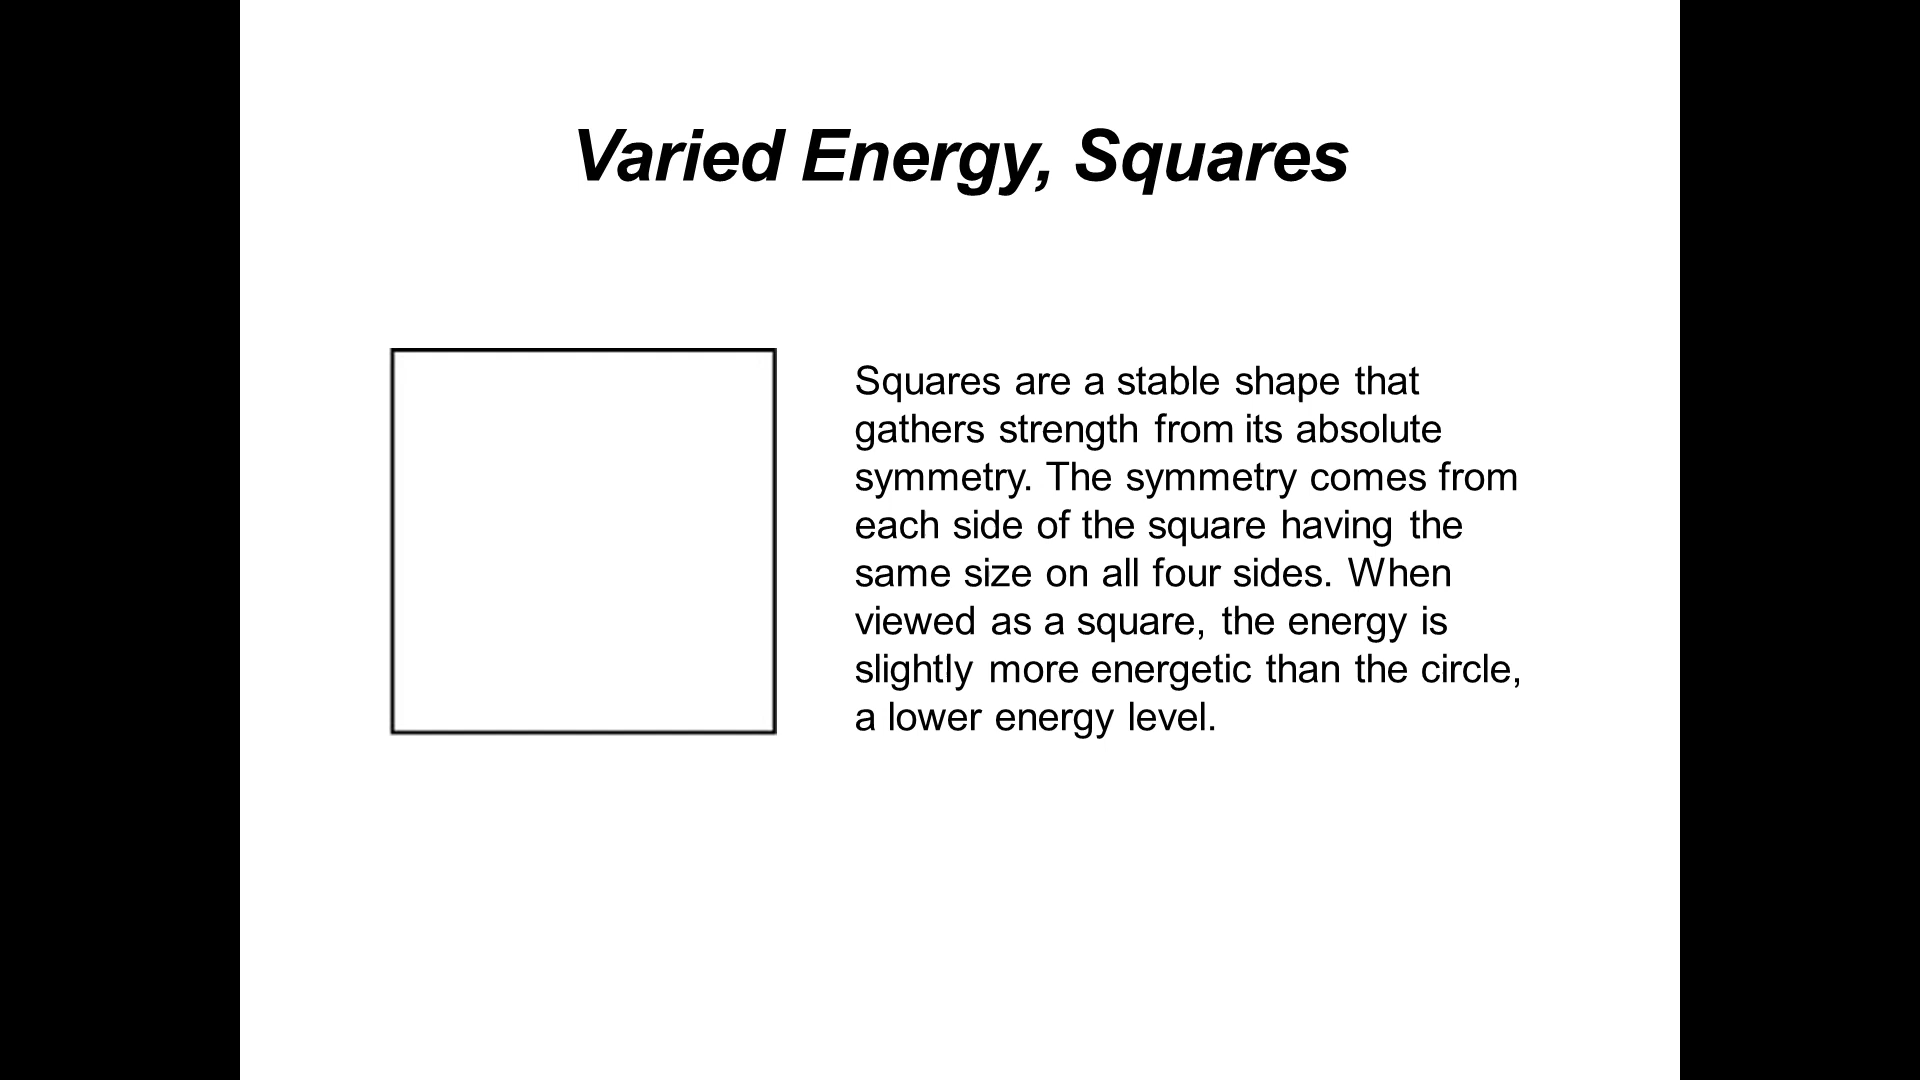 Varied Energy, Squares
Squares are a stable shape that
gathers strength from its absolute
symmetry. The symmetry comes from
each side of the square having the
same size on all four sides. When
viewed as a square, the energy is
slightly more energetic than the circle,
a lower energy level.